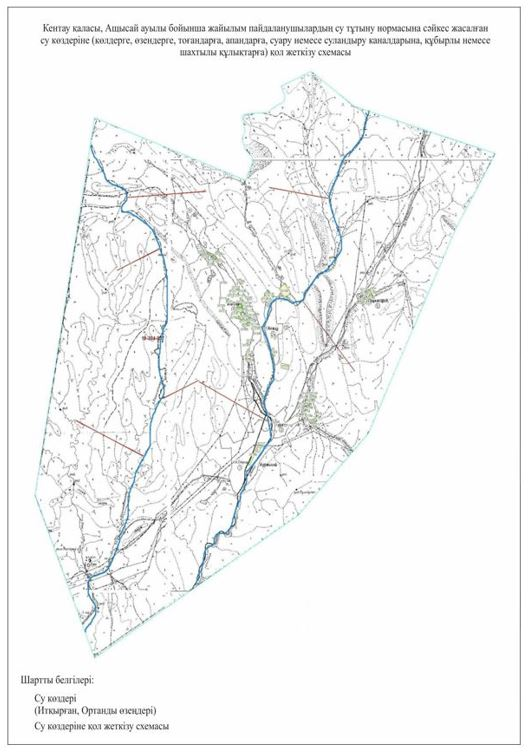 Кентау қаласы, Ащысай ауылы бойынша жайылым пайдаланушылардың су тұтыну нормасына сәйкес жасалған
су көздеріне (көлдерге, өзендерге, тоғандарға, апандарға, суару немесе суландыру каналдарына, құбырлы немесе
шахтылы құдықтарға) қол жеткізу схемасы
Шартты белгілері:
Су көздері
(Итқырған, Ортанды өзендері)
Су көздеріне қол жеткізу схемасы